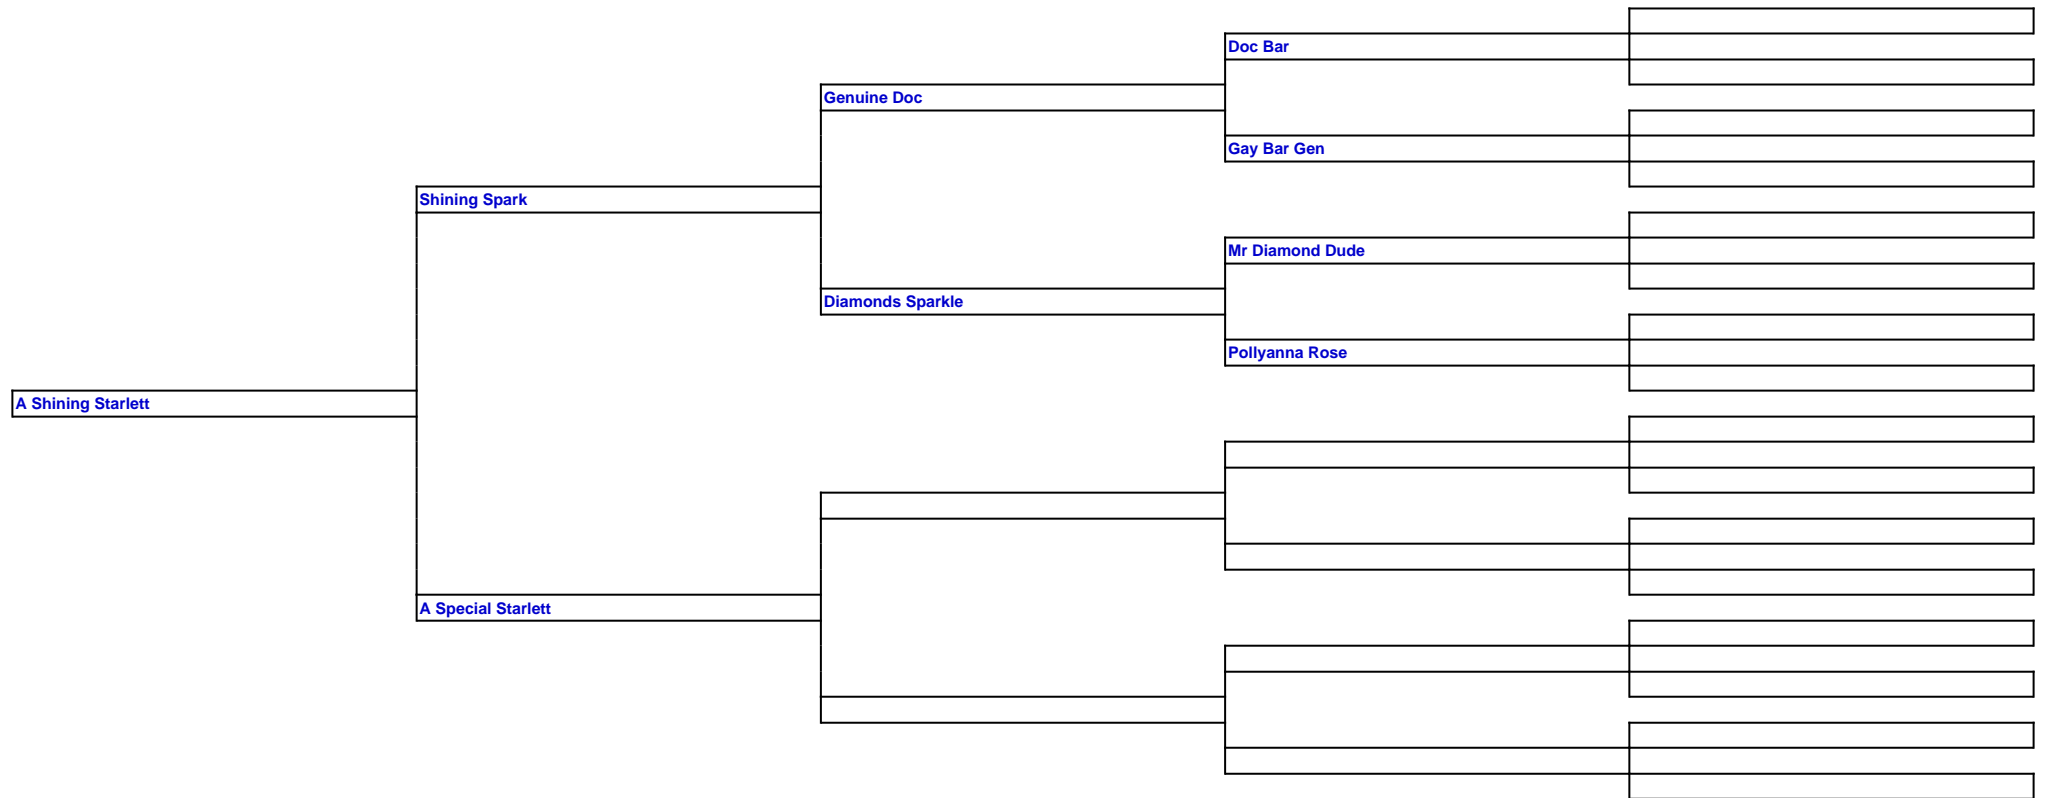 Doc Bar
Genuine Doc
Gay Bar Gen
Shining Spark
Mr Diamond Dude
Diamonds Sparkle
Pollyanna Rose
A Shining Starlett
A Special Starlett